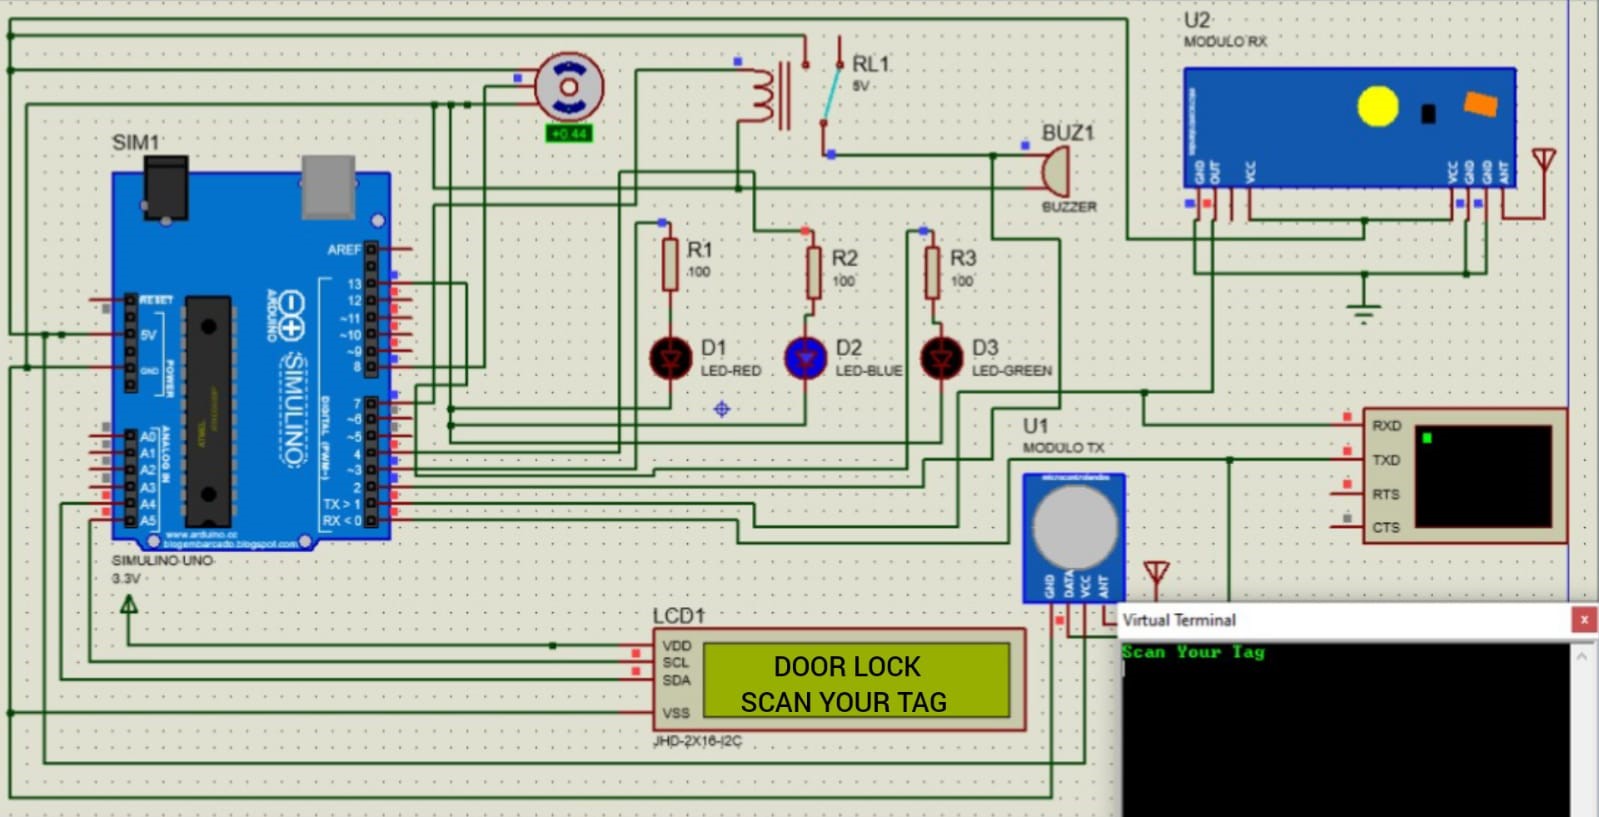 U2
MODULO RX
RL1
5V
+0.44
BUZ1
BUZZER
SIM1
GND
OUT
VCC
VCC
GND
GND
ANT
AREF
13
12
~11
~10
~9
8
7
~6
~5
4
~3
2
TX > 1
RX < 0
RESET
5V
GND
POWER
A0
A1
A2
A3
A4
A5
ANALOG IN
ATMEL
ARDUINO
SIMULINO
DIGITAL (PWM~)
www.arduino.cc
blogembarcado.blogspot.com
SIMULINO UNO
3.3V
R1
100
R2
100
R3
100
D1
LED-RED
D2
LED-BLUE
D3
LED-GREEN
U1
MODULO TX
GND
DATA
VCC
ANT
RXD
TXD
RTS
CTS
LCD1
VDD
SCL
SDA
VSS
DOOR LOCK
SCAN YOUR TAG
JHD-2X16-I2C
Virtual Terminal
x
Scan Your Tag